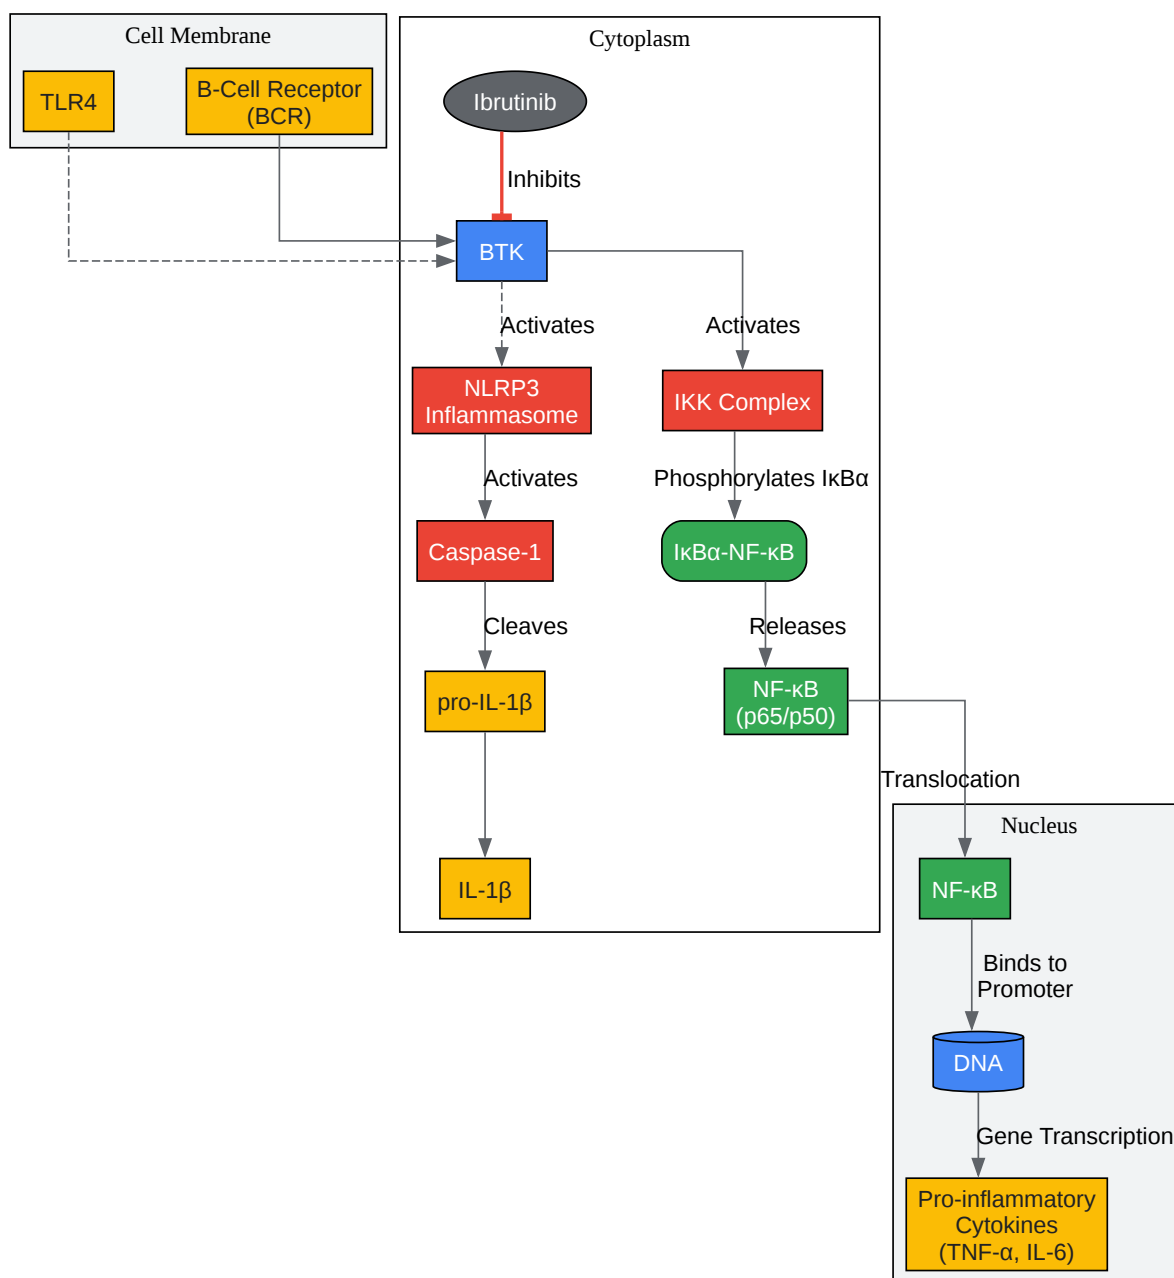 Cell Membrane
TLR4
B-Cell Receptor
(BCR)
Cytoplasm
Ibrutinib
Inhibits
BTK
Activates
Activates
NLRP3
Inflammasome
IKK Complex
Activates
Phosphorylates IκBα
Caspase-1
IκBα-NF-κB
Cleaves
Releases
pro-IL-1β
NF-κB
(p65/p50)
Translocation
IL-1β
Nucleus
NF-κB
Binds to
Promoter
DNA
Gene Transcription
Pro-inflammatory
Cytokines
(TNF-α, IL-6)